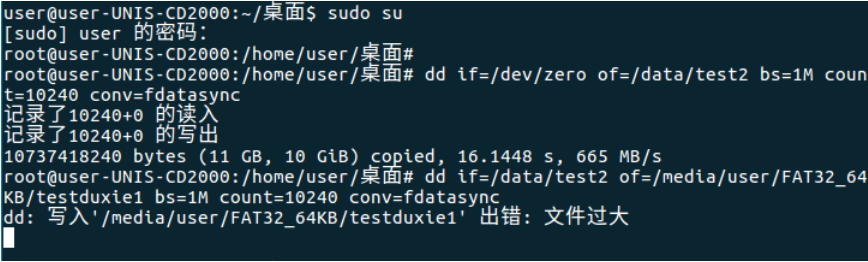 user@user-UNIS-CD2000:~/桌面$ sudo su
[sudo] user 的密码：
root@user-UNIS-CD2000:/home/user/桌面#
root@user-UNIS-CD2000:/home/user/桌面# dd if=/dev/zero of=/data/test2 bs=1M coun
t=10240 conv=fdatasync
记录了10240+0 的读入
记录了10240+0 的写出
10737418240 bytes (11 GB, 10 GiB) copied, 16.1448 s, 665 MB/s
root@user-UNIS-CD2000:/home/user/桌面# dd if=/data/test2 of=/media/user/FAT32_64
KB/testduxie1 bs=1M count=10240 conv=fdatasync
dd: 写入'/media/user/FAT32_64KB/testduxie1' 出错: 文件过大